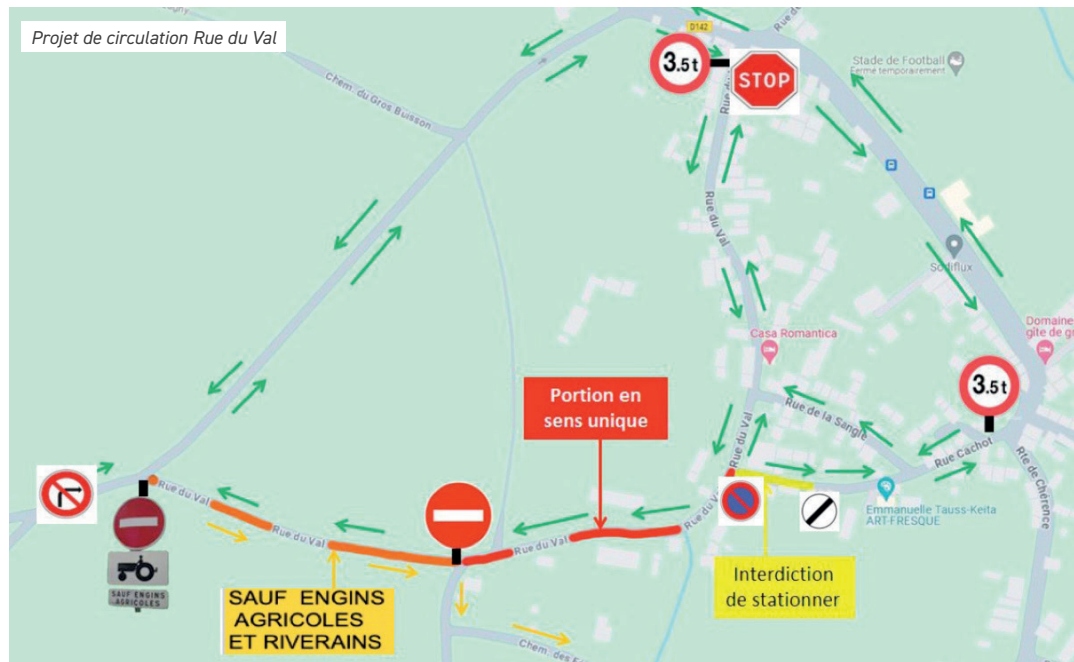 Projet de circulation Rue du Val
D142
3.5t
STOP
Stade de Football
Fermé temporairement
Chem. du Gros Buisson
Rue du Val
Sodiflux
Casa Romantica
Domaine
gîte de g
3.5t
Portion en
sens unique
Rue de la Sangle
Rue du Val
Rue Cachot
Rte de Chérence
Rue du Val
Rue du V
Emmanuelle Tauss-Keita
ART-FRESQUE
Rue du Val
Rue du Val
Interdiction
de stationner
SAUF ENGINS
AGRICOLES
SAUF ENGINS
AGRICOLES
ET RIVERAINS
Chem. des